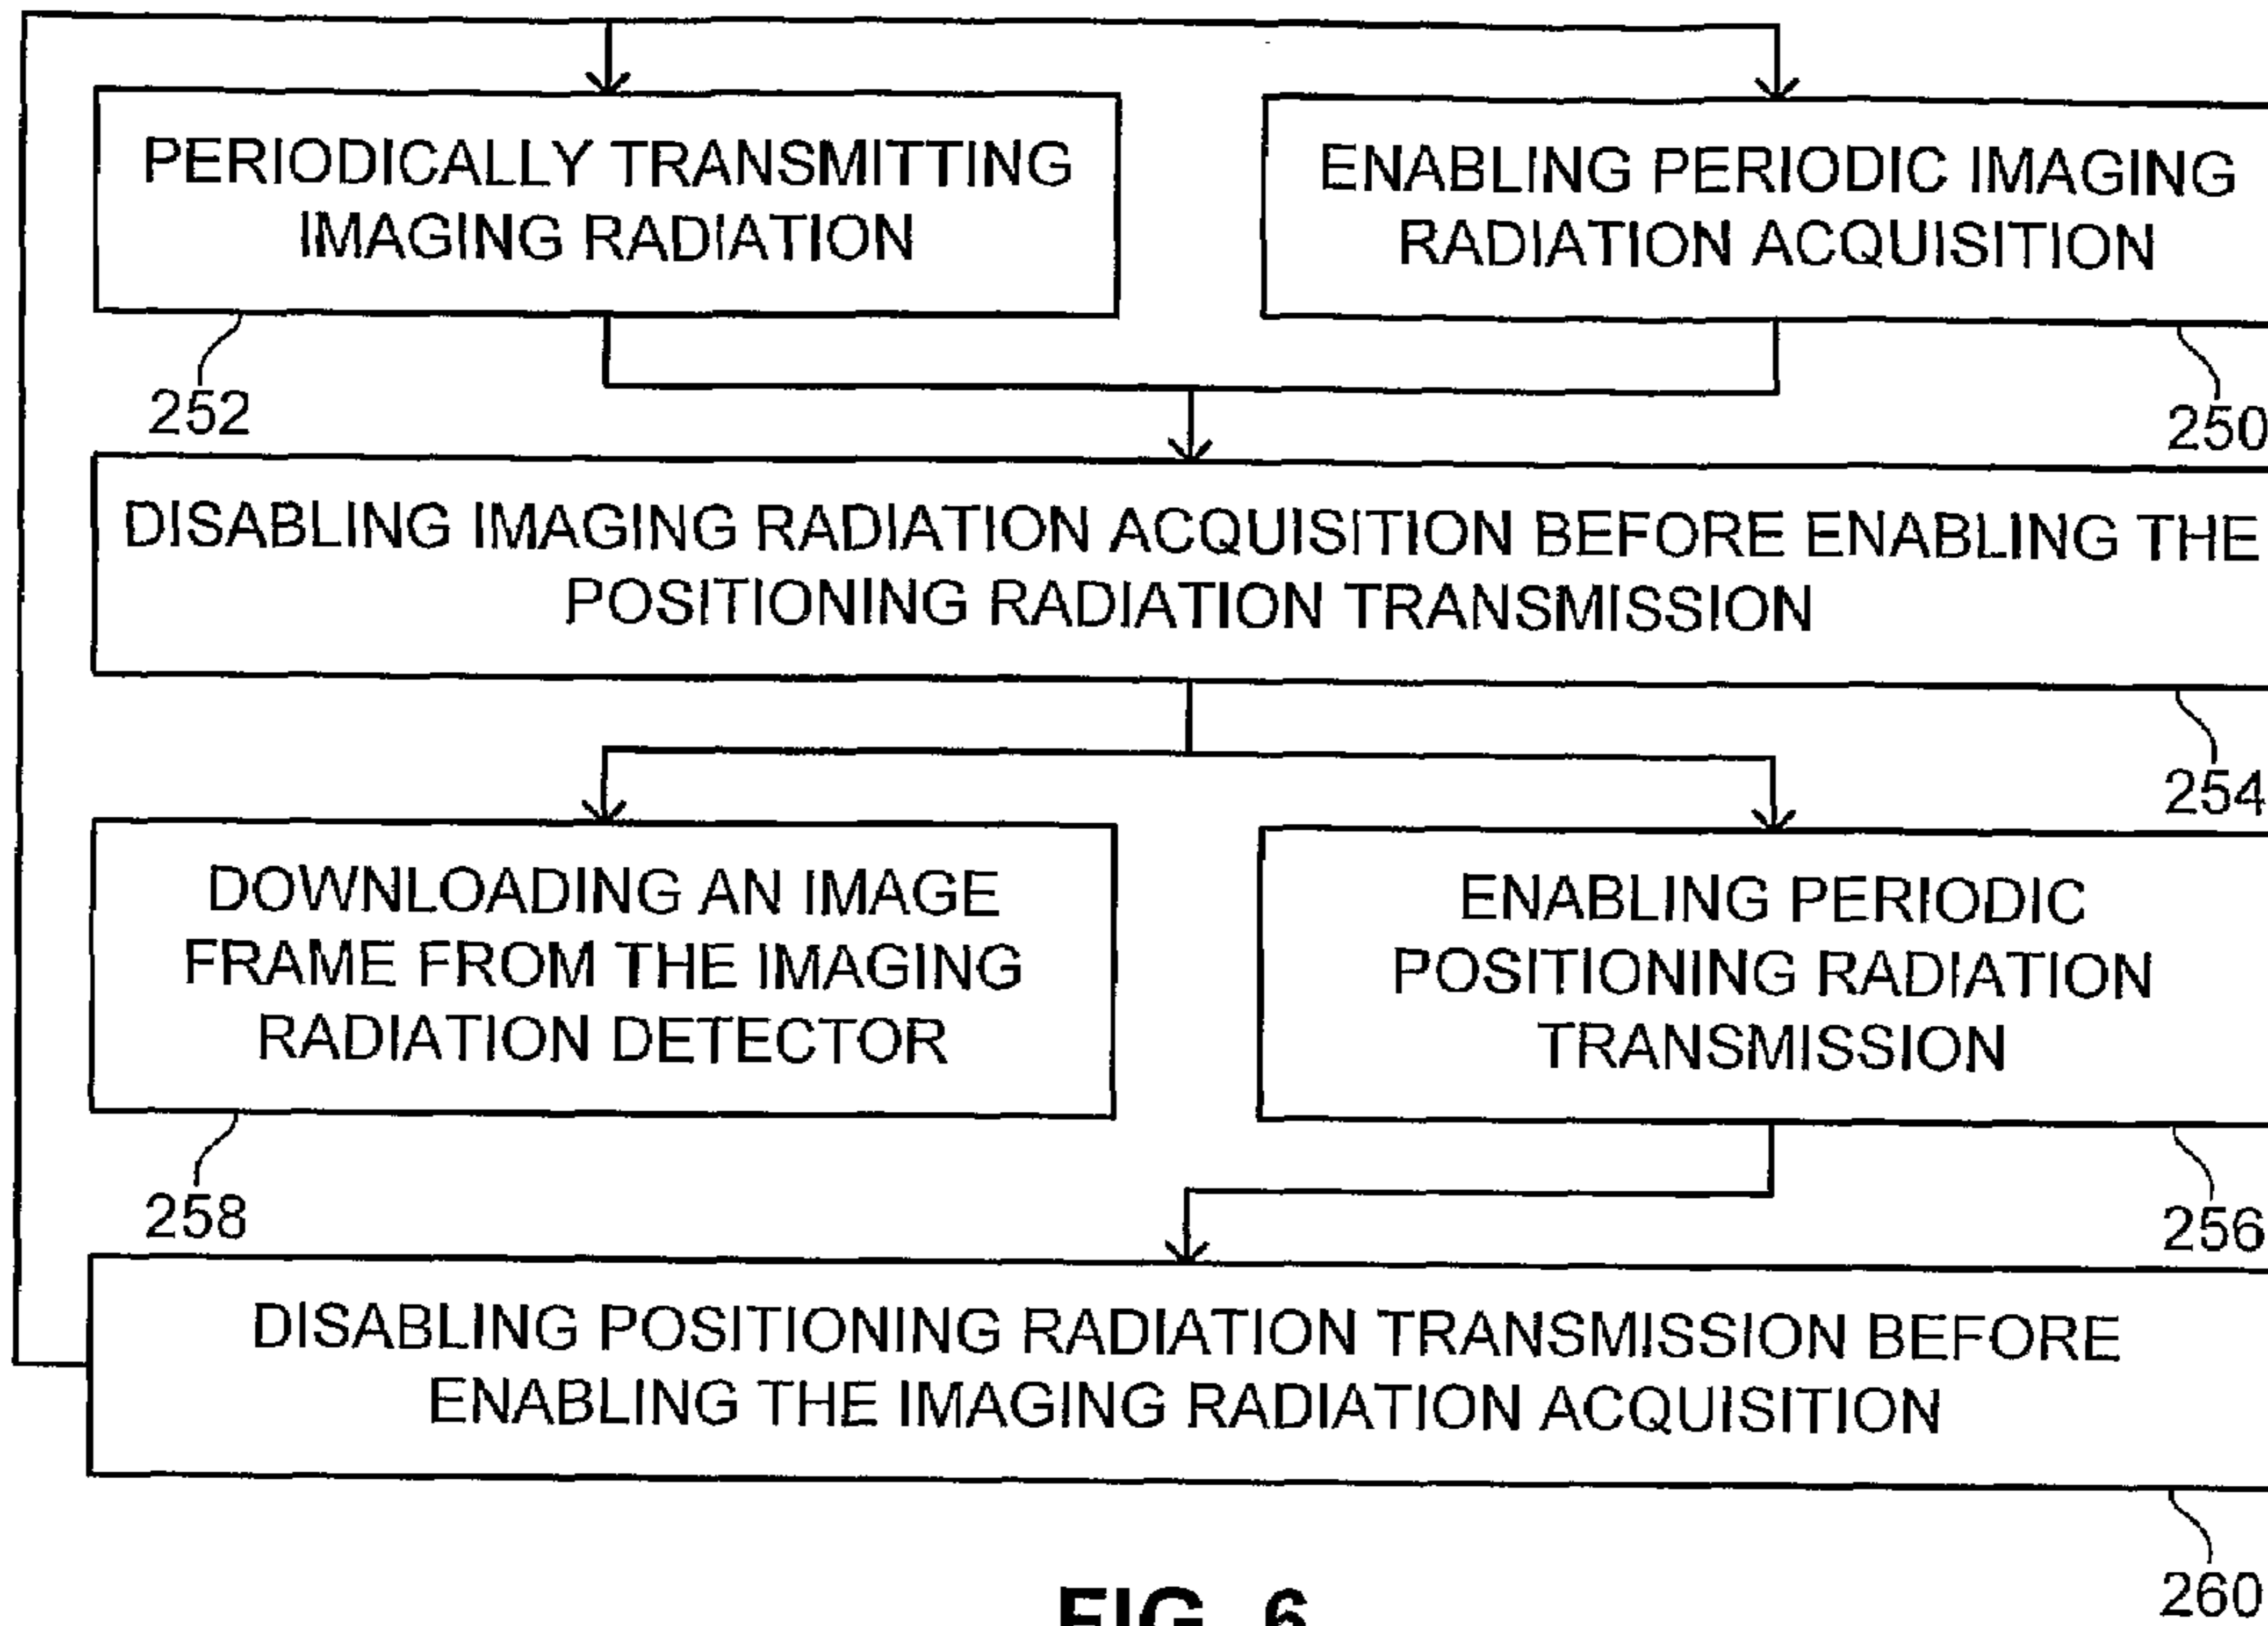 PERIODICALLY TRANSMITTING
IMAGING RADIATION
ENABLING PERIODIC IMAGING
RADIATION ACQUISITION
252
250
DISABLING IMAGING RADIATION ACQUISITION BEFORE ENABLING THE
POSITIONING RADIATION TRANSMISSION
254
DOWNLOADING AN IMAGE
FRAME FROM THE IMAGING
RADIATION DETECTOR
ENABLING PERIODIC
POSITIONING RADIATION
TRANSMISSION
258
256
DISABLING POSITIONING RADIATION TRANSMISSION BEFORE
ENABLING THE IMAGING RADIATION ACQUISITION
260
FIG. 6